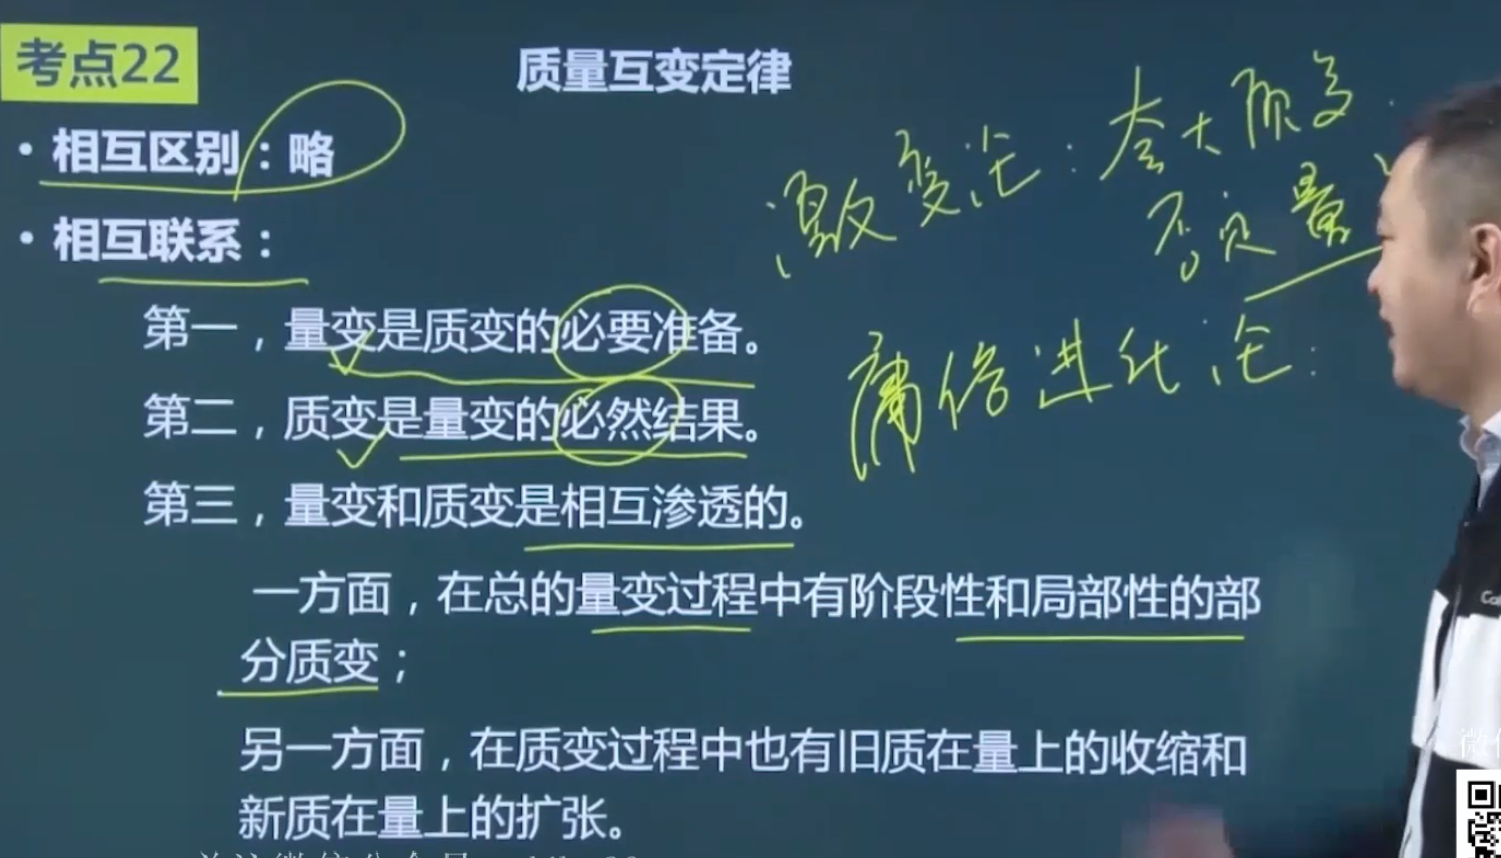 考点22
质量互变定律
• 相互区别：略
• 相互联系：
第一，量变是质变的必要准备。
第二，质变是量变的必然结果。
第三，量变和质变是相互渗透的。
一方面，在总的量变过程中有阶段性和局部性的部
分质变；
另一方面，在质变过程中也有旧质在量上的收缩和
新质在量上的扩张。
激变论：夸大质变
否定量
庸俗进化论：